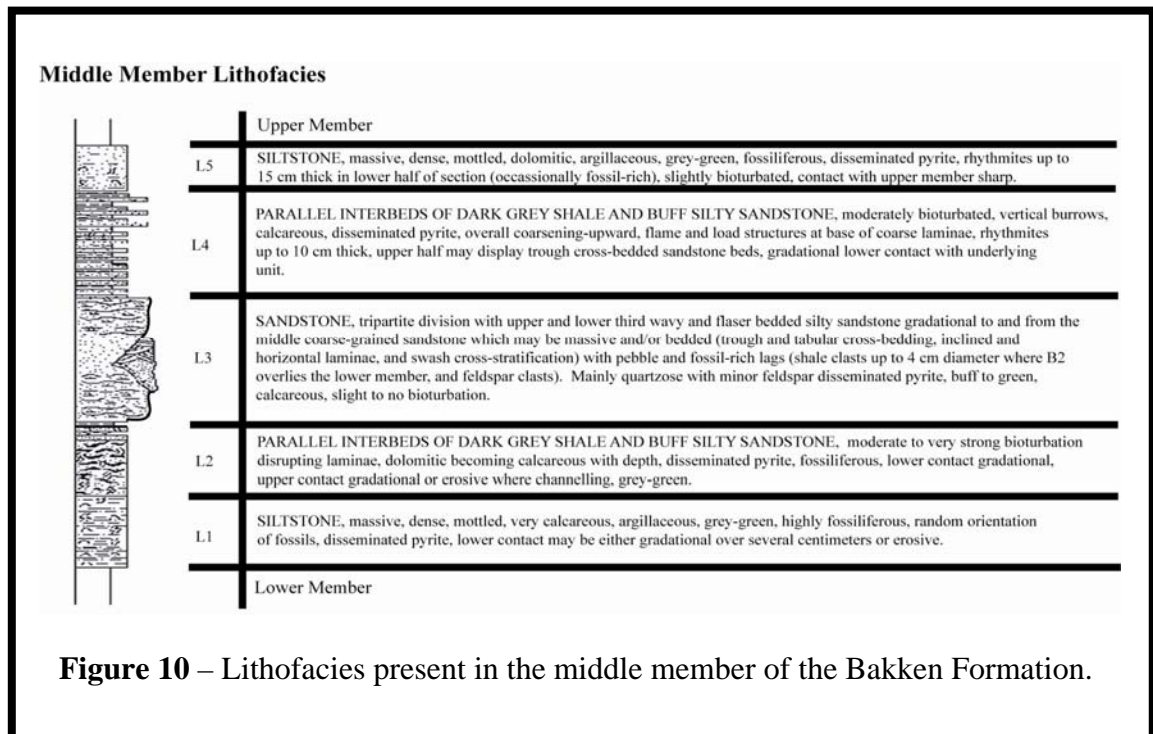 Middle Member Lithofacies
Upper Member
L5
SILTSTONE, massive, dense, mottled, dolomitic, argillaceous, grey-green, fossiliferous, disseminated pyrite, rhythmites up to
15 cm thick in lower half of section (occassionally fossil-rich), slightly bioturbated, contact with upper member sharp.
L4
PARALLEL INTERBEDS OF DARK GREY SHALE AND BUFF SILTY SANDSTONE, moderately bioturbated, vertical burrows,
calcareous, disseminated pyrite, overall coarsening-upward, flame and load structures at base of coarse laminae, rhythmites
up to 10 cm thick, upper half may display trough cross-bedded sandstone beds, gradational lower contact with underlying
unit.
L3
SANDSTONE, tripartite division with upper and lower third wavy and flaser bedded silty sandstone gradational to and from the
middle coarse-grained sandstone which may be massive and/or bedded (trough and tabular cross-bedding, inclined and
horizontal laminae, and swash cross-stratification) with pebble and fossil-rich lags (shale clasts up to 4 cm diameter where B2
overlies the lower member, and feldspar clasts).  Mainly quartzose with minor feldspar disseminated pyrite, buff to green,
calcareous, slight to no bioturbation.
L2
PARALLEL INTERBEDS OF DARK GREY SHALE AND BUFF SILTY SANDSTONE,  moderate to very strong bioturbation
disrupting laminae, dolomitic becoming calcareous with depth, disseminated pyrite, fossiliferous, lower contact gradational,
upper contact gradational or erosive where channelling, grey-green.
L1
SILTSTONE, massive, dense, mottled, very calcareous, argillaceous, grey-green, highly fossiliferous, random orientation
of fossils, disseminated pyrite, lower contact may be either gradational over several centimeters or erosive.
Lower Member
Figure 10 – Lithofacies present in the middle member of the Bakken Formation.